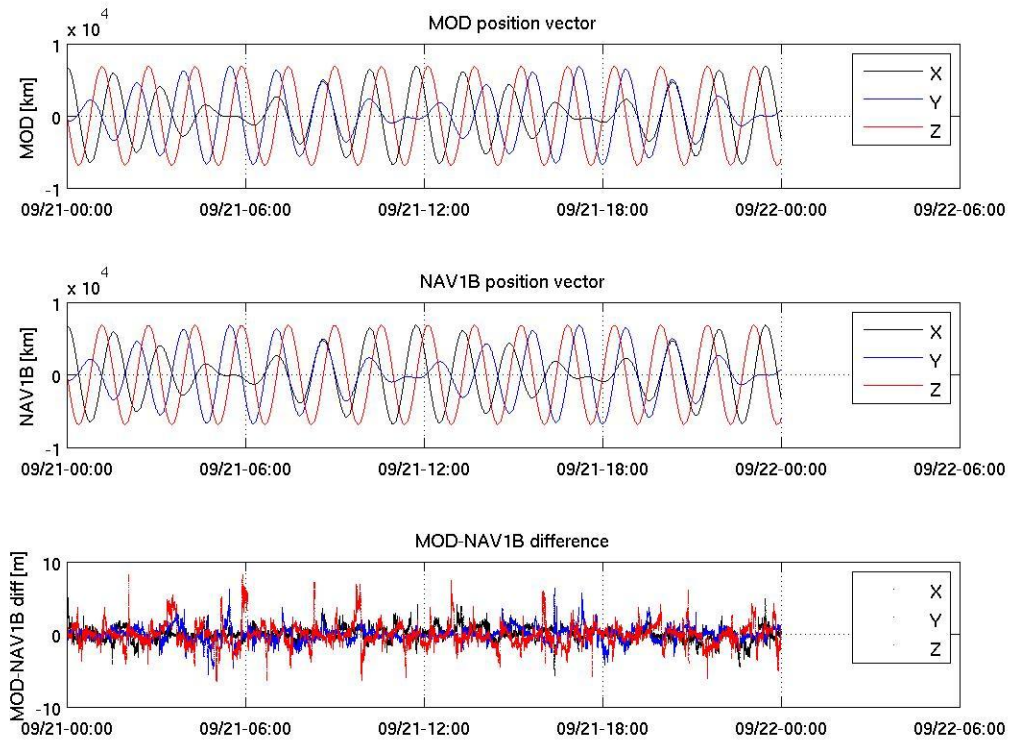 MOD position vector
x 10 4
1
0
-1
MOD [km]
X
Y
Z
09/21-00:00 09/21-06:00 09/21-12:00 09/21-18:00 09/22-00:00 09/22-06:00
NAV1B position vector
x 10 4
1
0
-1
NAV1B [km]
X
Y
Z
09/21-00:00 09/21-06:00 09/21-12:00 09/21-18:00 09/22-00:00 09/22-06:00
MOD-NAV1B difference
10
0
-10
MOD-NAV1B diff [m]
X
Y
Z
09/21-00:00 09/21-06:00 09/21-12:00 09/21-18:00 09/22-00:00 09/22-06:00